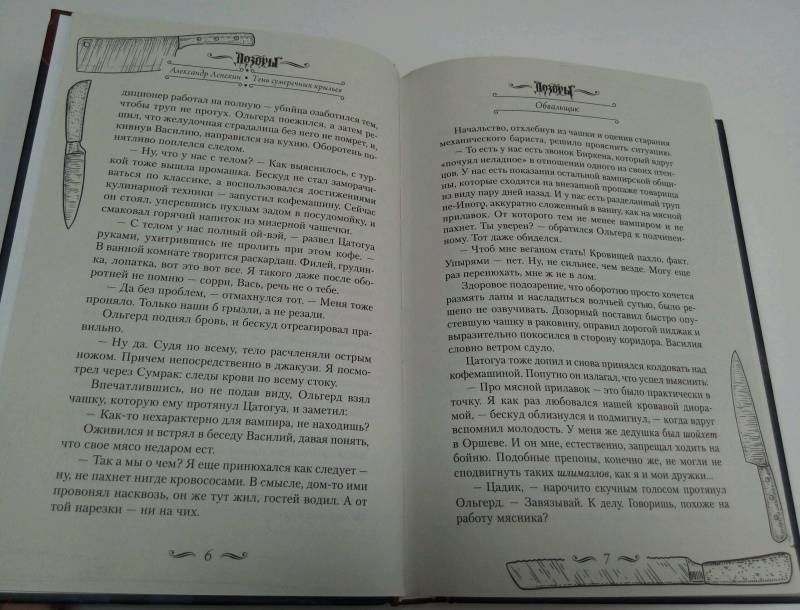 Дозоры
Александр Лепехин • Тень сумеречных крыльев
диционер работал на полную — убийца озаботился тем,
чтобы труп не протух. Ольгерд поежился, а затем ре-
шил, что желудочная страдалица без него не помрет, и,
кивнув Василию, направился на кухню. Оборотень по-
нятливо поплелся следом.
— Ну, что у нас с телом? — Как выяснилось, с тур-
кой тоже вышла промашка. Бескуд не стал заморачи-
ваться по классике, а воспользовался достижениями
кулинарной техники — запустил кофемашину. Сейчас
он стоял, упершись пухлым задом в посудомойку, и
смаковал горячий напиток из мизерной чашечки.
— С телом у нас полный ой-вэй, — развел Цатогуа
руками, ухитрившись не пролить при этом кофе. —
В ванной комнате творится раскардаш. Филей, грудин-
ка, лопатка, вот это вот все. Я такого даже после обо-
ротней не помню — сорри, Вась, речь не о тебе.
— Да без проблем, — отмахнулся тот. — Меня тоже
проняло. Только наши б грызли, а не резали.
Ольгерд поднял бровь, и бескуд отреагировал пра-
вильно.
— Ну да. Судя по всему, тело расчленяли острым
ножом. Причем непосредственно в джакузи. Я посмо-
трел через Сумрак: следы крови по всему стоку.
Впечатлившись, но не подав виду, Ольгерд взял
чашку, которую ему протянул Цатогуа, и заметил:
— Как-то нехарактерно для вампира, не находишь?
Оживился и встрял в беседу Василий, давая понять,
что свое мясо недаром ест.
— Так а мы о чем? Я еще принюхался как следует —
ну, не пахнет нигде кровососами. В смысле, дом-то ими
провонял насквозь, он же тут жил, гостей водил. А от
той нарезки — ни на чих.
6
Дозоры
Обвальщик
Начальство, отхлебнув из чашки и оценив старания
механического бариста, решило прояснить ситуацию.
— То есть у нас есть звонок Биркена, который вдруг
«почуял неладное» в отношении одного из своих птен-
цов. У нас есть показания остальной вампирской общи-
ны, которые сходятся на внезапной пропаже товарища
из виду пару дней назад. И у нас есть разделанный труп
не-Иного, аккуратно сложенный в ванну, как на мясной
прилавок. От которого тем не менее вампиром и не
пахнет. Ты уверен? — обратился Ольгерд к подчинен-
ному. Тот даже обиделся.
— Чтоб мне веганом стать! Кровищей пахло, факт.
Упырями — нет. Ну, не сильнее, чем везде. Могу еще
раз перенюхать, мне ж не в лом.
Здоровое подозрение, что оборотню просто хочется
размять лапы и насладиться волчьей сутью, было ре-
шено не озвучивать. Дозорный поставил быстро опу-
стевшую чашку в раковину, оправил дорогой пиджак и
выразительно покосился в сторону коридора. Василия
словно ветром сдуло.
Цатогуа тоже допил и снова принялся колдовать над
кофемашиной. Попутно он излагал, что успел выяснить.
— Про мясной прилавок — это было практически в
точку. Я как раз любовался нашей кровавой диора-
мой, — бескуд облизнулся и подмигнул, — когда вдруг
вспомнил молодость. У меня же дедушка был шойхет
в Оршеве. И он мне, естественно, запрещал ходить на
бойню. Подобные препоны, конечно же, не могли не
сподвигнуть таких шлимазлов, как я и мои дружки...
— Цадик, — нарочито скучным голосом протянул
Ольгерд. — Завязывай. К делу. Говоришь, похоже на
работу мясника?
7